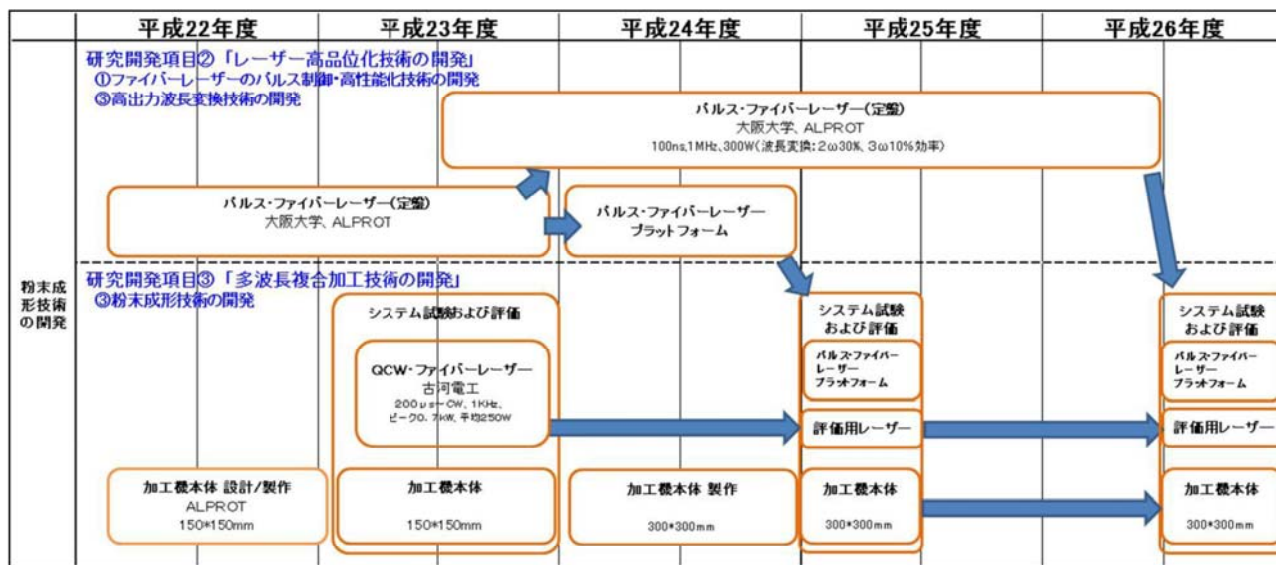 平成22年度
平成23年度
平成24年度
平成25年度
平成26年度
粉末成
形技術
の開発
研究開発項目②「レーザー高品位化技術の開発」
①ファイバーレーザーのパルス制御・高性能化技術の開発
③高出力波長変換技術の開発
パルス・ファイバーレーザー(定盤)
大阪大学、ALPROT
100ns,1MHz、300W(波長変換:2ω30%、3ω10%効率)
パルス・ファイバーレーザー(定盤)
大阪大学、ALPROT
パルス・ファイバーレーザー
プラットフォーム
研究開発項目③「多波長複合加工技術の開発」
③粉末成形技術の開発
システム試験および評価
QCW・ファイバーレーザー
古河電工
200μs～CW、1KHz、
ピーク0.7kW、平均250W
システム試験
および評価
パルス・ファイバー
レーザー
プラットフォーム
評価用レーザー
システム試験
および評価
パルス・ファイバー
レーザー
プラットフォーム
評価用レーザー
加工機本体 設計/製作
ALPROT
150*150mm
加工機本体
150*150mm
加工機本体 製作
300*300mm
加工機本体
300*300mm
加工機本体
300*300mm